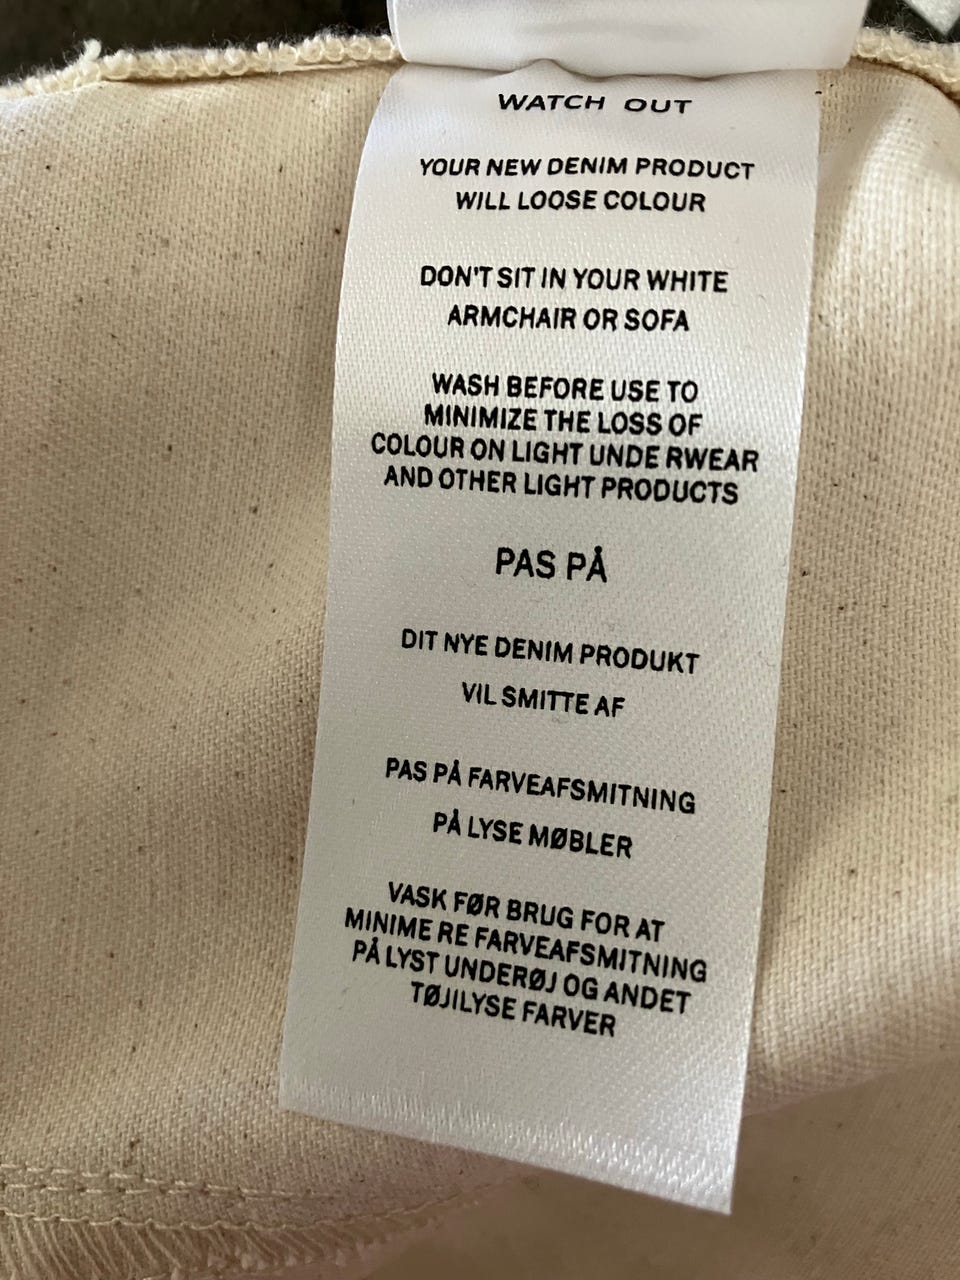 WATCH OUT
YOUR NEW DENIM PRODUCT
WILL LOOSE COLOUR
DON'T SIT IN YOUR WHITE
ARMCHAIR OR SOFA
WASH BEFORE USE TO
MINIMIZE THE LOSS OF
COLOUR ON LIGHT UNDE RWEAR
AND OTHER LIGHT PRODUCTS
PAS PÅ
DIT NYE DENIM PRODUKT
VIL SMITTE AF
PAS PÅ FARVEAFSMITNING
PÅ LYSE MØBLER
VASK FØR BRUG FOR AT
MINIME RE FARVEAFSMITNING
PÅ LYST UNDERØJ OG ANDET
TØJILYSE FARVER